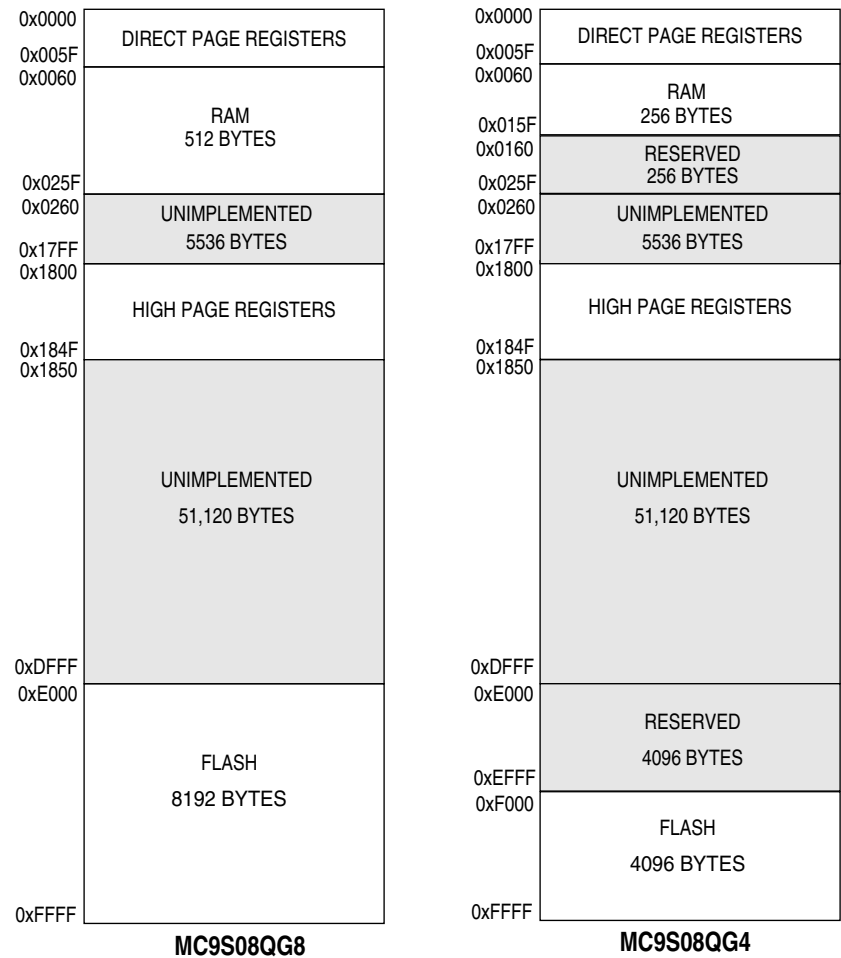 0x0000
DIRECT PAGE REGISTERS
0x005F
0x0060
RAM
512 BYTES
0x025F
0x0260
UNIMPLEMENTED
5536 BYTES
0x17FF
0x1800
HIGH PAGE REGISTERS
0x184F
0x1850
UNIMPLEMENTED
51,120 BYTES
0xDFFF
0xE000
FLASH
8192 BYTES
0xFFFF
MC9S08QG8
0x0000
DIRECT PAGE REGISTERS
0x005F
0x0060
RAM
256 BYTES
0x015F
0x0160
RESERVED
256 BYTES
0x025F
0x0260
UNIMPLEMENTED
5536 BYTES
0x17FF
0x1800
HIGH PAGE REGISTERS
0x184F
0x1850
UNIMPLEMENTED
51,120 BYTES
0xDFFF
0xE000
RESERVED
4096 BYTES
0xEFFF
0xF000
FLASH
4096 BYTES
0xFFFF
MC9S08QG4